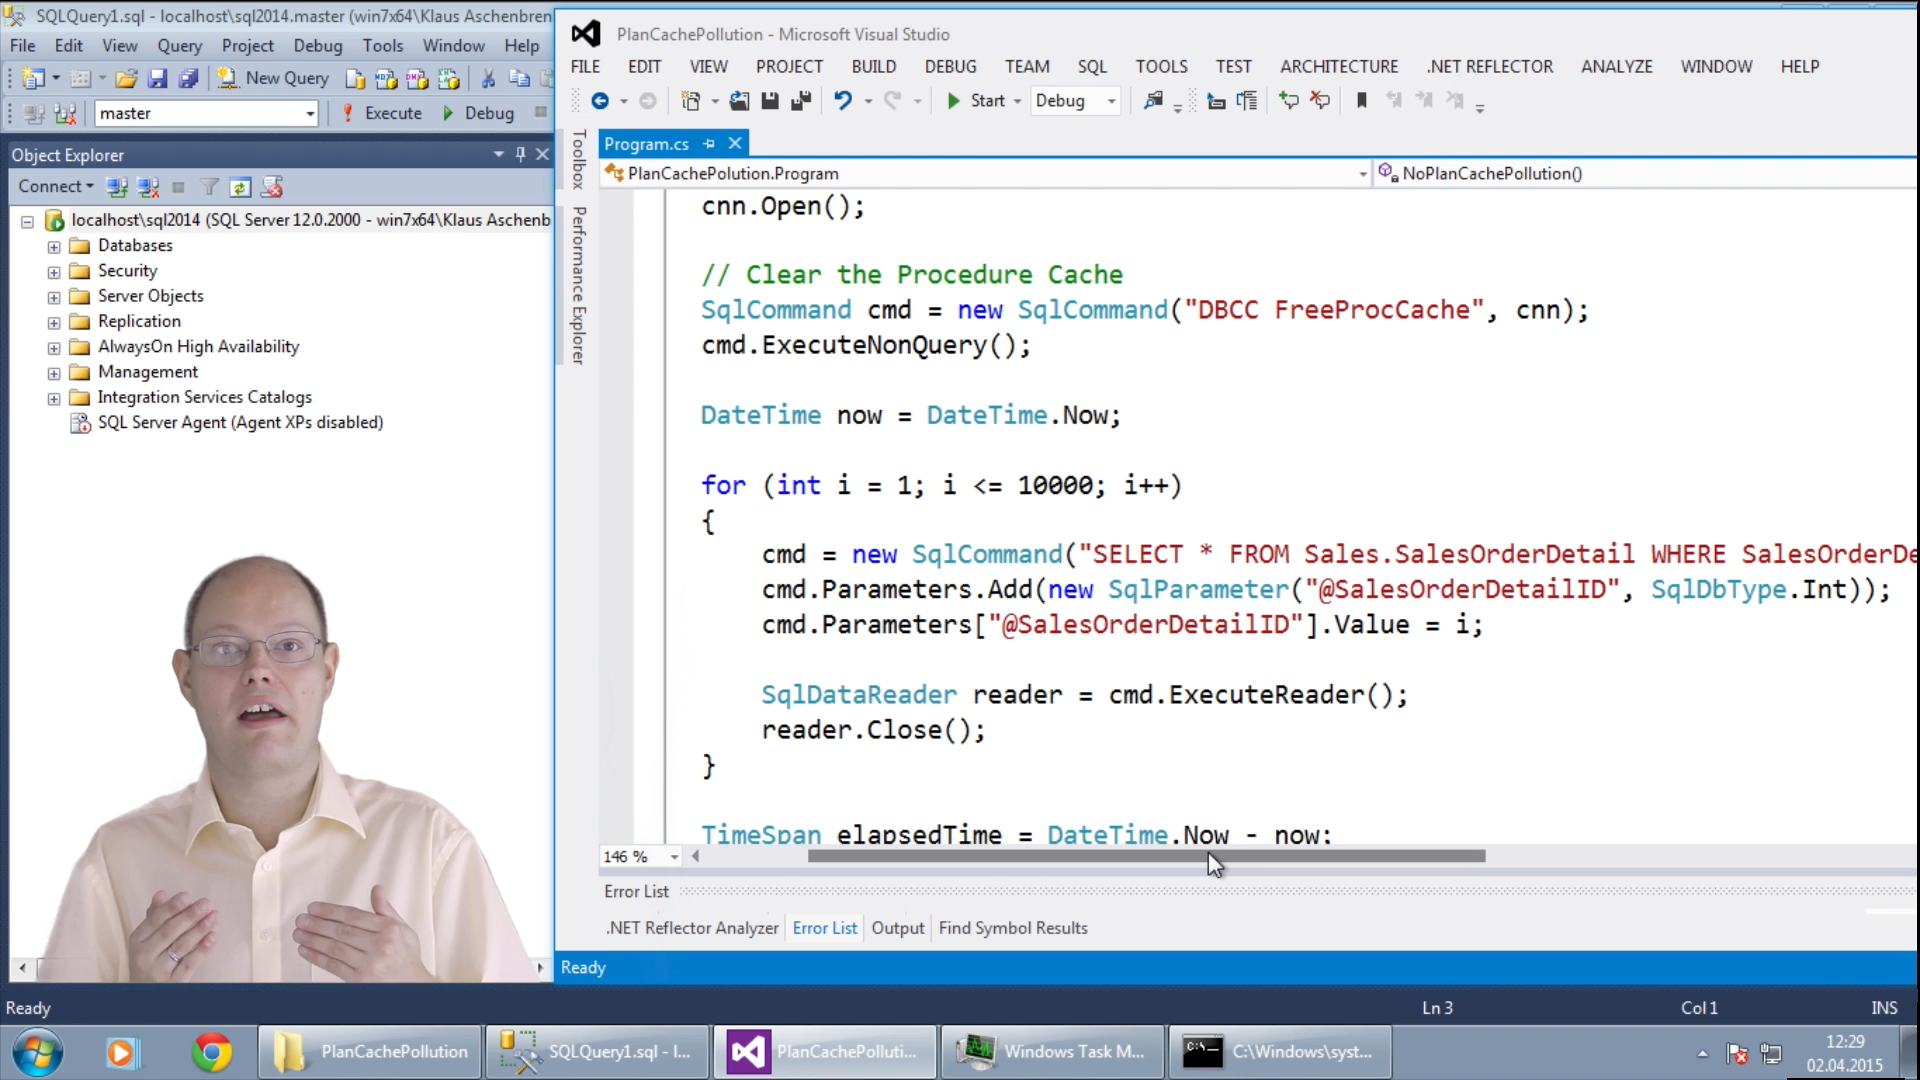 SQLQuery1.sql - localhost\sql2014.master (win7x64\Klaus Aschenbren
File Edit View Query Project Debug Tools Window Help
New Query
master Execute Debug
Object Explorer
Connect
localhost\sql2014 (SQL Server 12.0.2000 - win7x64\Klaus Aschenb
Databases
Security
Server Objects
Replication
AlwaysOn High Availability
Management
Integration Services Catalogs
SQL Server Agent (Agent XPs disabled)
PlanCachePollution - Microsoft Visual Studio
FILE EDIT VIEW PROJECT BUILD DEBUG TEAM SQL TOOLS TEST ARCHITECTURE .NET REFLECTOR ANALYZE WINDOW HELP
Start Debug
Toolbox
Performance Explorer
Program.cs
PlanCachePolution.Program NoPlanCachePollution()
cnn.Open();
// Clear the Procedure Cache
SqlCommand cmd = new SqlCommand("DBCC FreeProcCache", cnn);
cmd.ExecuteNonQuery();
DateTime now = DateTime.Now;
for (int i = 1; i <= 10000; i++)
{
cmd = new SqlCommand("SELECT * FROM Sales.SalesOrderDetail WHERE SalesOrderDe
cmd.Parameters.Add(new SqlParameter("@SalesOrderDetailID", SqlDbType.Int));
cmd.Parameters["@SalesOrderDetailID"].Value = i;
SqlDataReader reader = cmd.ExecuteReader();
reader.Close();
}
TimeSpan elapsedTime = DateTime.Now - now;
146 %
Error List
.NET Reflector Analyzer Error List Output Find Symbol Results
Ready
Ready Ln 3 Col 1 INS
PlanCachePollution SQLQuery1.sql - l... PlanCachePolluti... Windows Task M... C:\Windows\syst... 12:29
02.04.2015